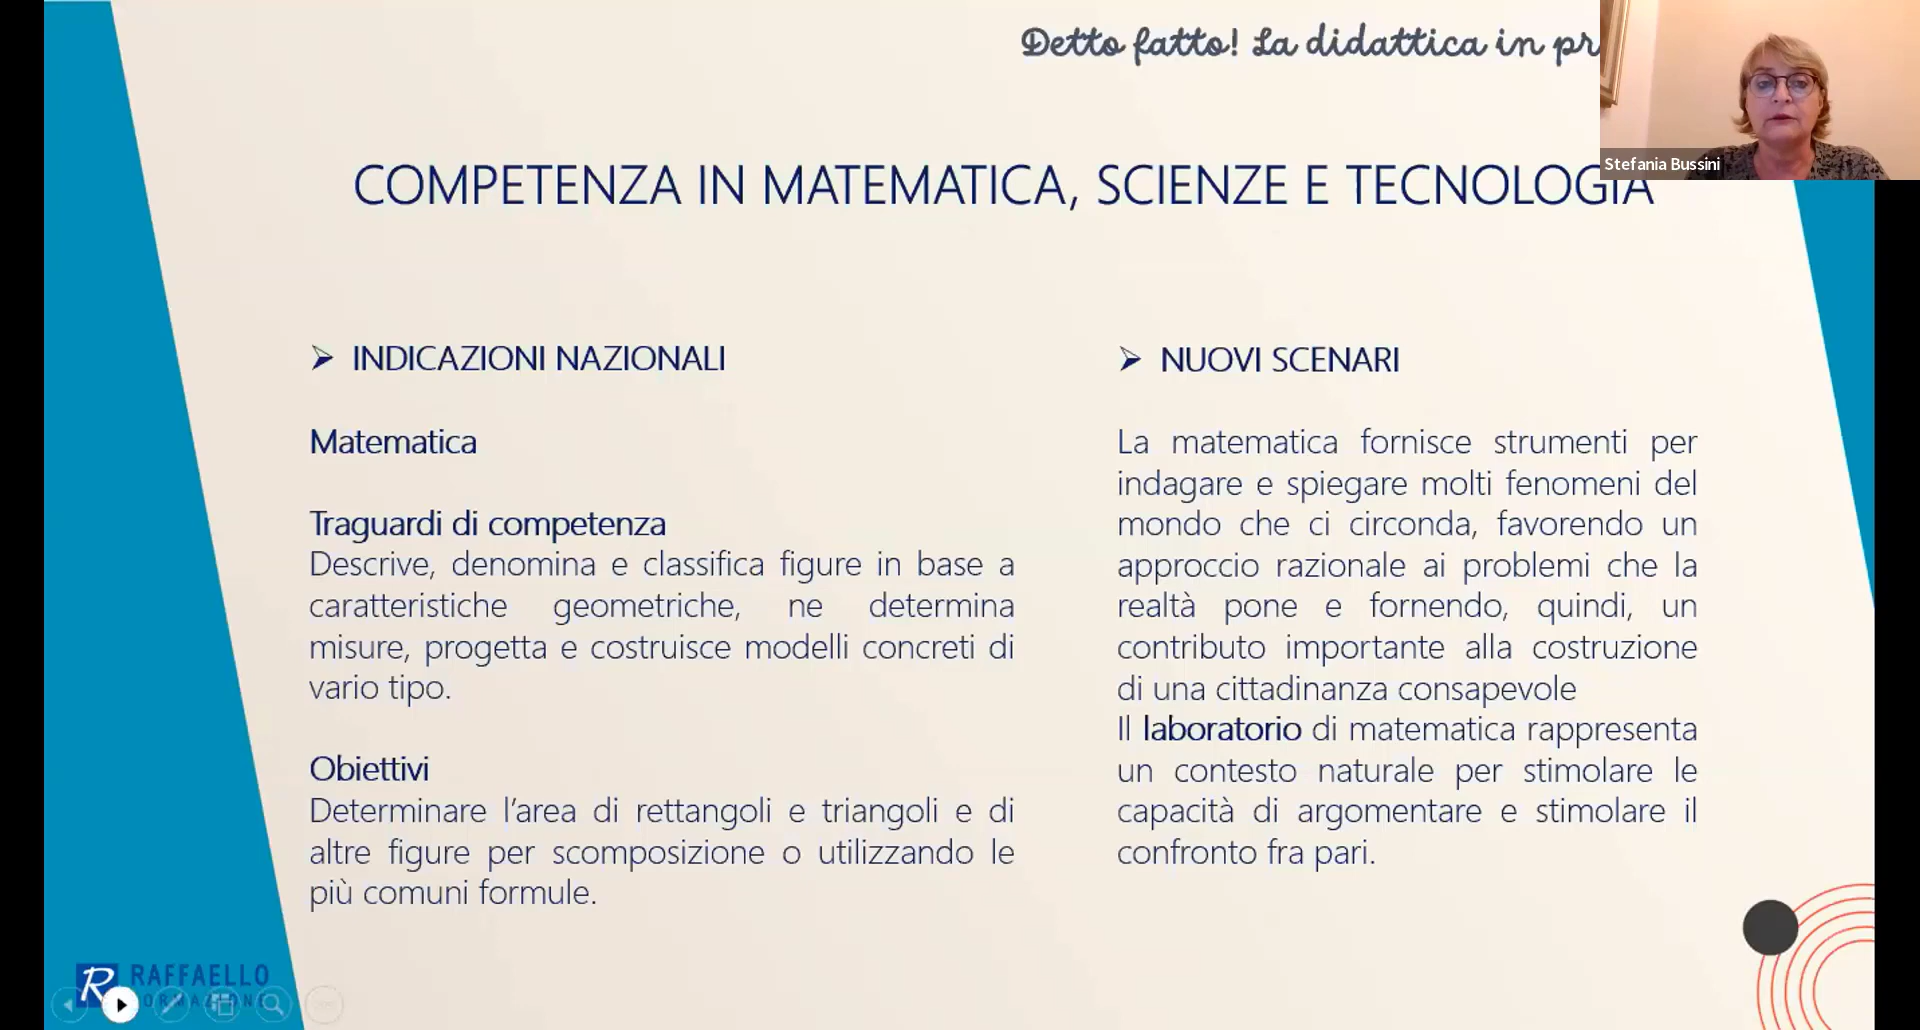 Detto fatto! La didattica in pr
Stefania Bussini
COMPETENZA IN MATEMATICA, SCIENZE E TECNOLOGIA
➢ INDICAZIONI NAZIONALI
Matematica
Traguardi di competenza
Descrive, denomina e classifica figure in base a
caratteristiche geometriche, ne determina
misure, progetta e costruisce modelli concreti di
vario tipo.
Obiettivi
Determinare l’area di rettangoli e triangoli e di
altre figure per scomposizione o utilizzando le
più comuni formule.
➢ NUOVI SCENARI
La matematica fornisce strumenti per
indagare e spiegare molti fenomeni del
mondo che ci circonda, favorendo un
approccio razionale ai problemi che la
realtà pone e fornendo, quindi, un
contributo importante alla costruzione
di una cittadinanza consapevole
Il laboratorio di matematica rappresenta
un contesto naturale per stimolare le
capacità di argomentare e stimolare il
confronto fra pari.
R RAFFAELLO